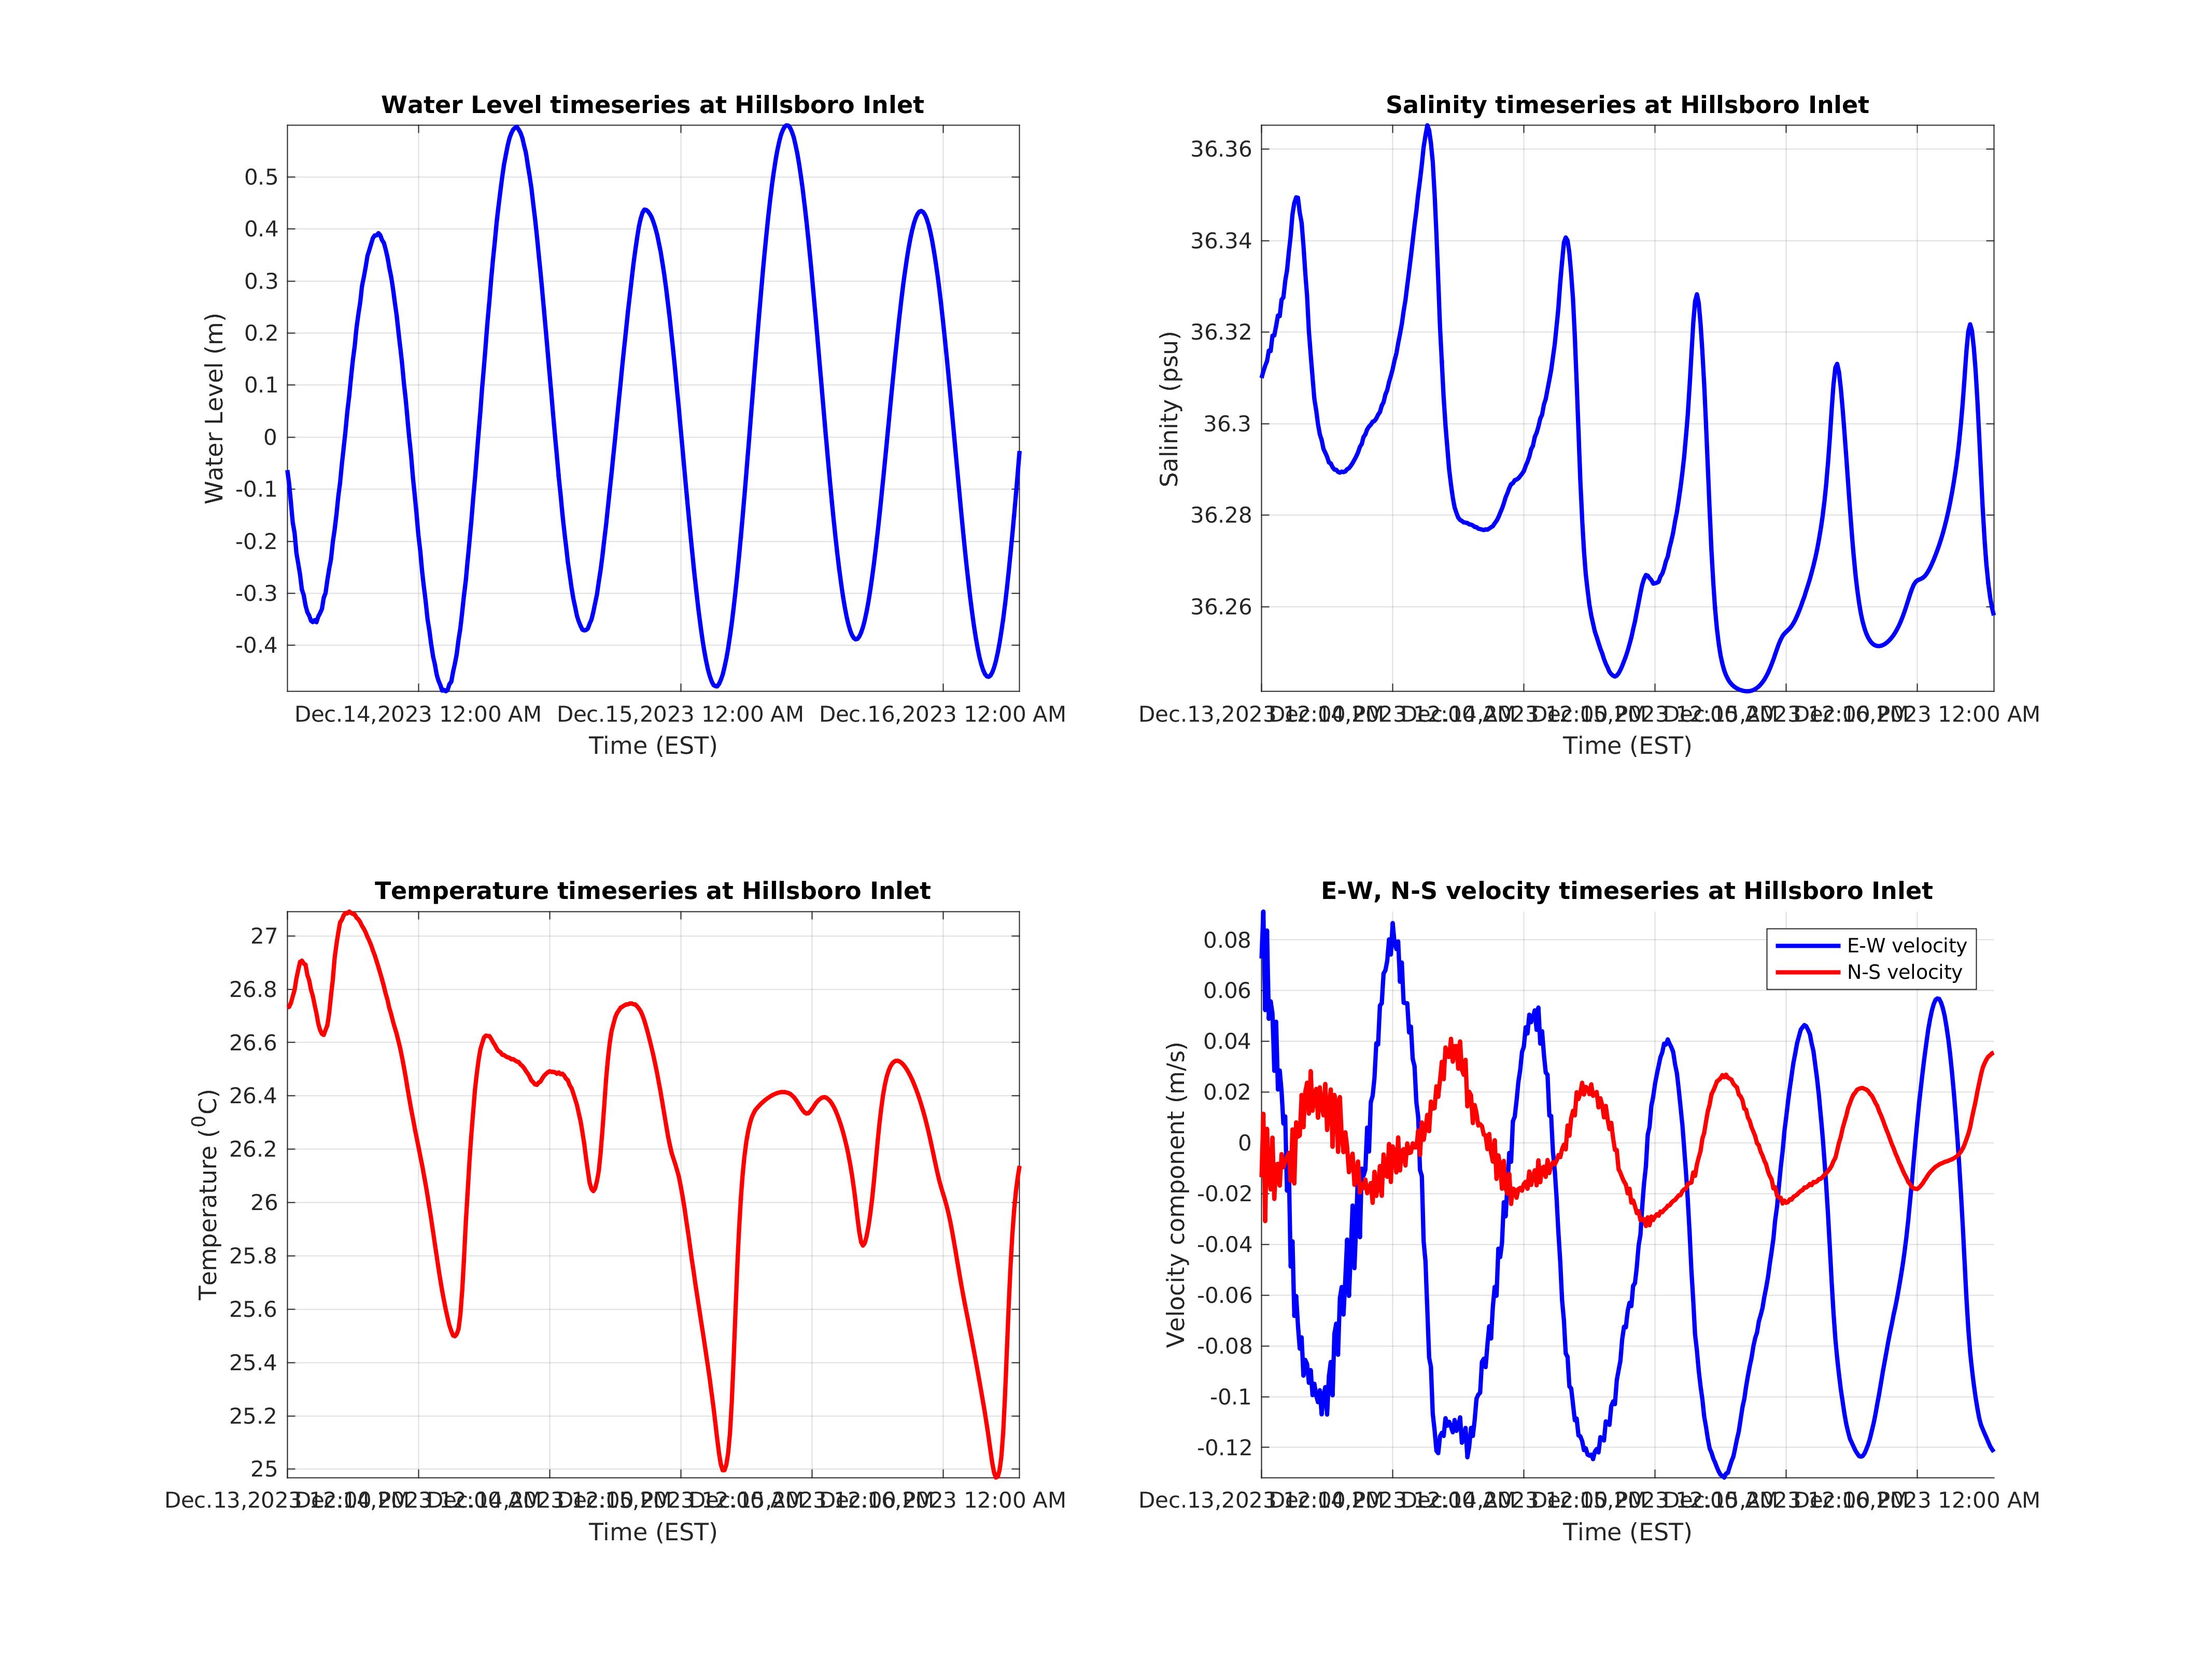 Water Level timeseries at Hillsboro Inlet
Water Level (m)
0.5
0.4
0.3
0.2
0.1
0
-0.1
-0.2
-0.3
-0.4
Dec.14,2023 12:00 AM
Dec.15,2023 12:00 AM
Dec.16,2023 12:00 AM
Time (EST)
Salinity timeseries at Hillsboro Inlet
Salinity (psu)
36.36
36.34
36.32
36.3
36.28
36.26
Time (EST)
Temperature timeseries at Hillsboro Inlet
Temperature (⁰C)
27
26.8
26.6
26.4
26.2
26
25.8
25.6
25.4
25.2
25
Time (EST)
E-W, N-S velocity timeseries at Hillsboro Inlet
E-W velocity
N-S velocity
Velocity component (m/s)
0.08
0.06
0.04
0.02
0
-0.02
-0.04
-0.06
-0.08
-0.1
-0.12
Time (EST)